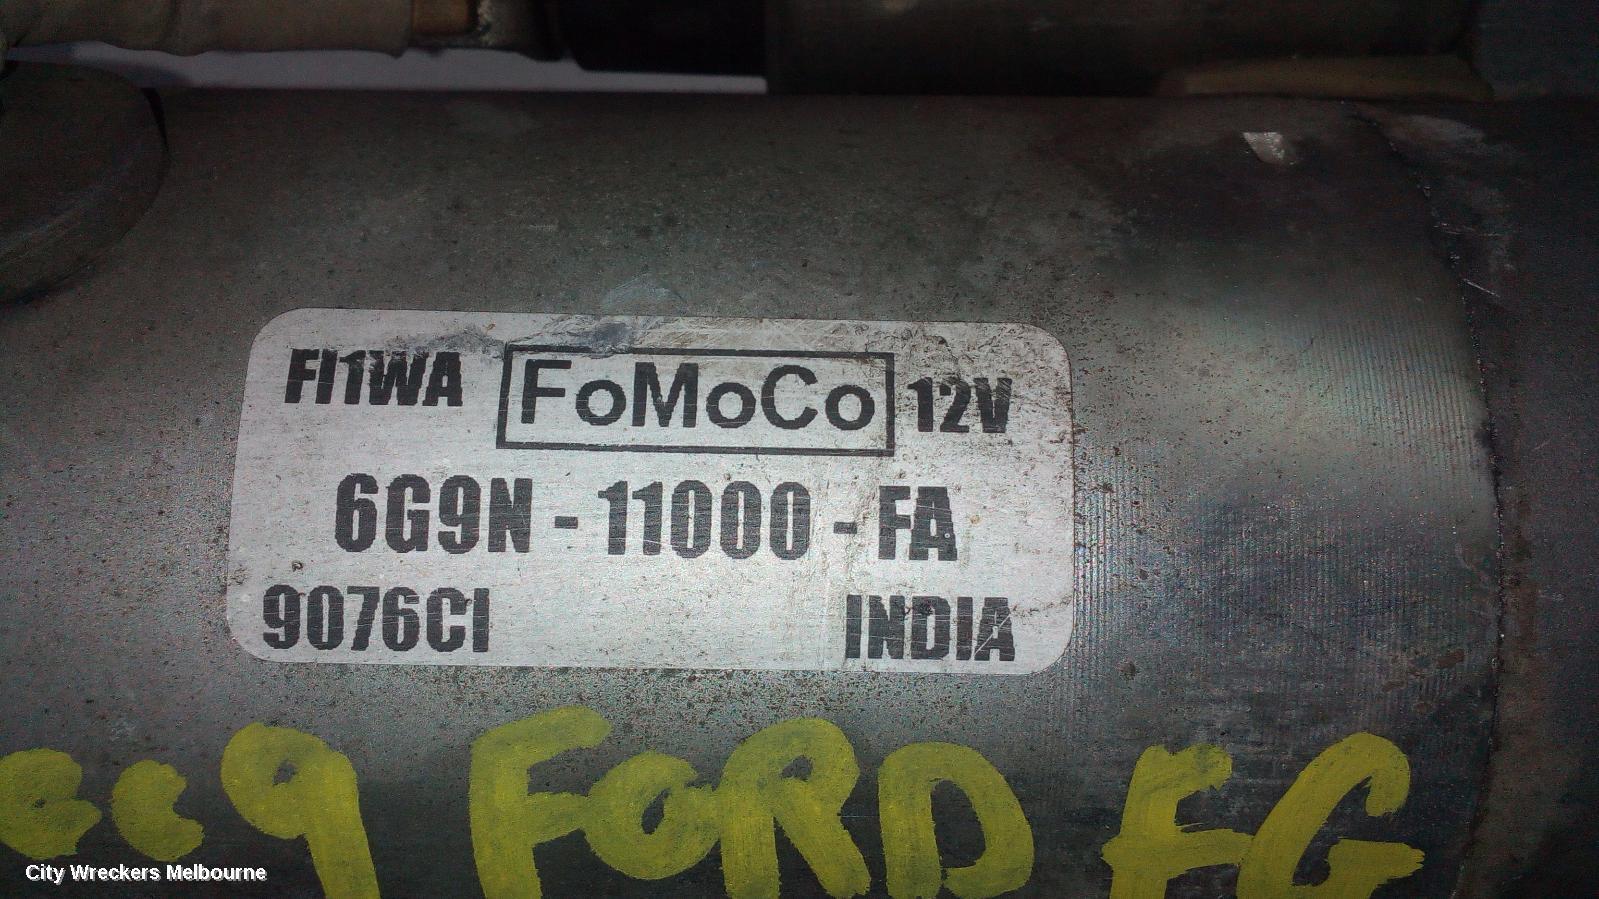 FI1WA FoMoCo 12V
6G9N - 11000 - FA
9076CI INDIA
FORD FG
City Wreckers Melbourne